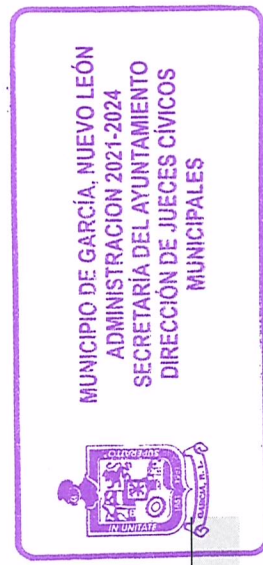 MUNICIPIO DE GARCÍA, NUEVO LEÓN
ADMINISTRACION 2021-2024
SECRETARÍA DEL AYUNTAMIENTO
DIRECCIÓN DE JUECES CÍVICOS
MUNICIPALES
IN UNITATE
SUPERATIO
GARCIA, N. L.